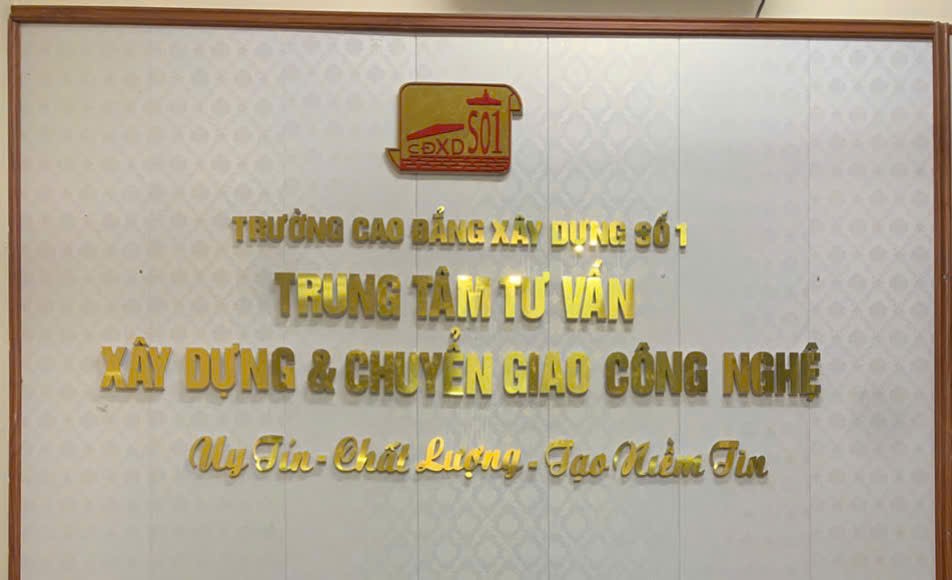 CĐXD S01
TRƯỜNG CAO ĐẲNG XÂY DỰNG SỐ 1
TRUNG TÂM TƯ VẤN
XÂY DỰNG & CHUYỂN GIAO CÔNG NGHỆ
Uy Tín - Chất Lượng - Tạo Niềm Tin